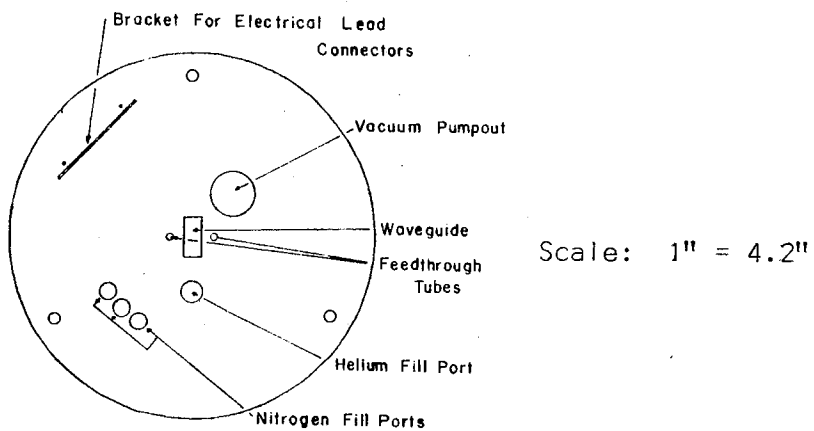 Bracket For Electrical Lead
Connectors
Vacuum Pumpout
Waveguide
Scale: 1" = 4.2"
Feedthrough
Tubes
Helium Fill Port
Nitrogen Fill Ports